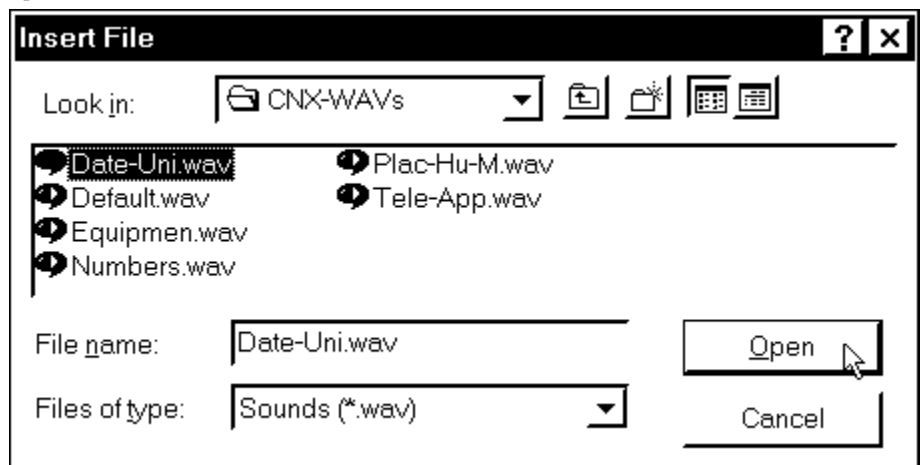 Insert File
Look in: CNX-WAVs
Date-Uni.wav Plac-Hu-M.wav
Default.wav Tele-App.wav
Equipmen.wav
Numbers.wav
File name: Date-Uni.wav Open
Files of type: Sounds (*.wav) Cancel